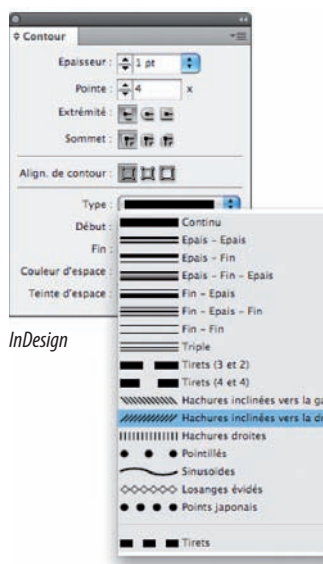 Contour
Epaisseur : 1 pt
Pointe : 4 x
Extrémité :
Sommet :
Align. de contour :
Type :
Début :
Fin :
Couleur d'espace :
Teinte d'espace :
InDesign
Continu
Epais - Epais
Epais - Fin
Epais - Fin - Epais
Fin - Epais
Fin - Epais - Fin
Fin - Fin
Triple
Tirets (3 et 2)
Tirets (4 et 4)
Hachures inclinées vers la ga
Hachures inclinées vers la dr
Hachures droites
Pointillés
Sinusoïdes
Losanges évidés
Points japonais
Tirets